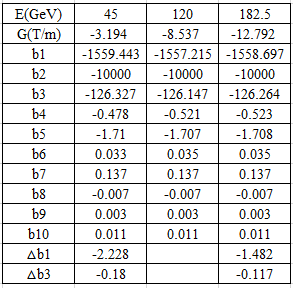 E(GeV) 45 120 182.5
G(T/m) -3.194 -8.537 -12.792
b1 -1559.443 -1557.215 -1558.697
b2 -10000 -10000 -10000
b3 -126.327 -126.147 -126.264
b4 -0.478 -0.521 -0.523
b5 -1.71 -1.707 -1.708
b6 0.033 0.035 0.035
b7 0.137 0.137 0.137
b8 -0.007 -0.007 -0.007
b9 0.003 0.003 0.003
b10 0.011 0.011 0.011
△b1 -2.228 -1.482
△b3 -0.18 -0.117